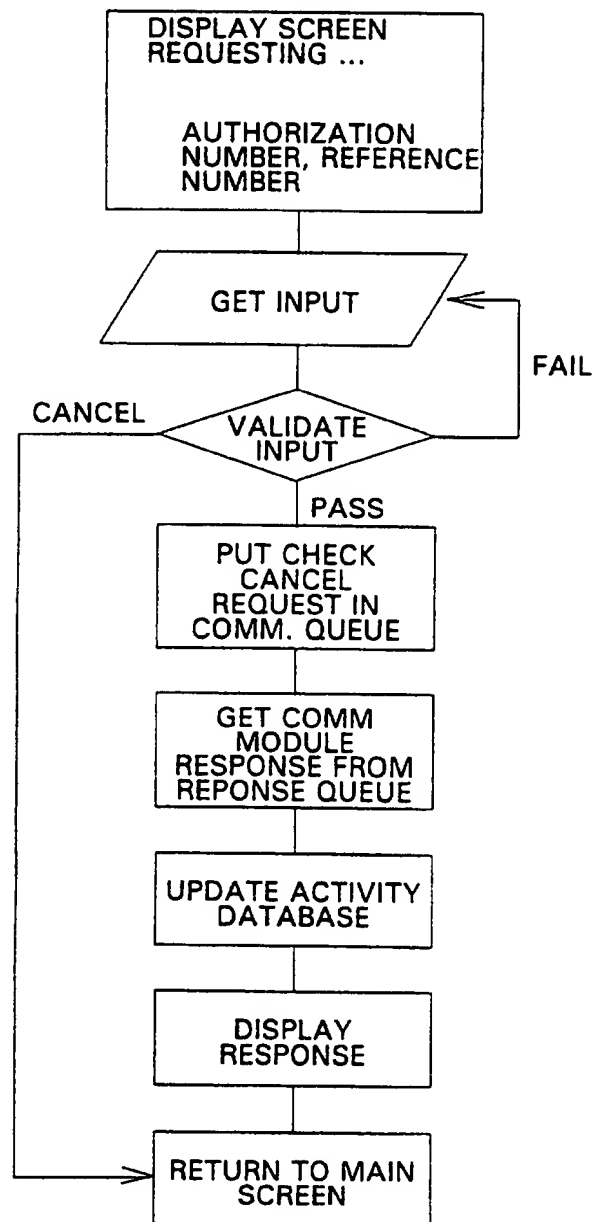 DISPLAY SCREEN
REQUESTING ...
AUTHORIZATION
NUMBER, REFERENCE
NUMBER
GET INPUT
FAIL
CANCEL
VALIDATE
INPUT
PASS
PUT CHECK
CANCEL
REQUEST IN
COMM. QUEUE
GET COMM
MODULE
RESPONSE FROM
REPONSE QUEUE
UPDATE ACTIVITY
DATABASE
DISPLAY
RESPONSE
RETURN TO MAIN
SCREEN